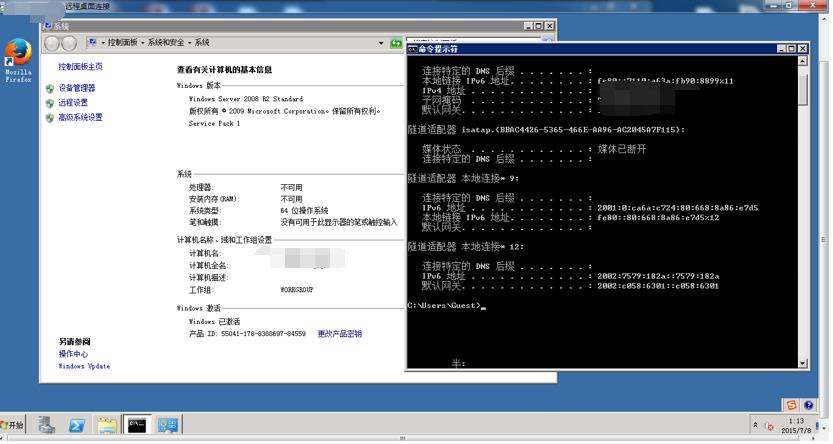 远程桌面连接
系统
控制面板 系统和安全 系统
Mozilla
Firefox
控制面板主页
设备管理器
远程设置
高级系统设置
查看有关计算机的基本信息
Windows 版本
Windows Server 2008 R2 Standard
版权所有 © 2009 Microsoft Corporation。保留所有权利。
Service Pack 1
系统
处理器: 不可用
安装内存(RAM): 不可用
系统类型: 64 位操作系统
笔和触摸: 没有可用于此显示器的笔或触控输入
计算机名称、域和工作组设置
计算机名:
计算机全名:
计算机描述:
工作组: WORKGROUP
Windows 激活
Windows 已激活
产品 ID: 55041-178-8388697-84559 更改产品密钥
另请参阅
操作中心
Windows Update
命令提示符
连接特定的 DNS 后缀 . . . . . . . :
本地链接 IPv6 地址. . . . . . . . :
IPv4 地址 . . . . . . . . . . . . :
子网掩码 . . . . . . . . . . . . :
默认网关. . . . . . . . . . . . . :
隧道适配器 isatap.{BBAC4426-5365-466E-AA96-AC2045A7F115}:
媒体状态 . . . . . . . . . . . . : 媒体已断开
连接特定的 DNS 后缀 . . . . . . . :
隧道适配器 本地连接* 9:
连接特定的 DNS 后缀 . . . . . . . :
IPv6 地址 . . . . . . . . . . . . : 2001:0:ca6a:c724:80:668:8a86:e7d5
本地链接 IPv6 地址. . . . . . . . : fe80::80:668:8a86:e7d5%12
默认网关. . . . . . . . . . . . . :
隧道适配器 本地连接* 12:
连接特定的 DNS 后缀 . . . . . . . :
IPv6 地址 . . . . . . . . . . . . : 2002:7579:182a::7579:182a
默认网关. . . . . . . . . . . . . : 2002:c058:6301::c058:6301
C:\Users\Guest>_
半:
开始
1:13
2015/7/8